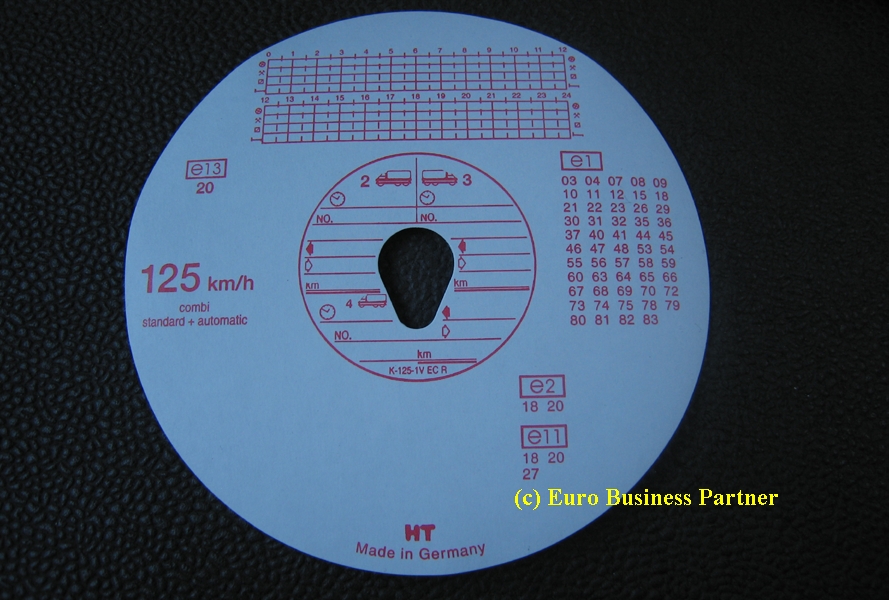 0 1 2 3 4 5 6 7 8 9 10 11 12
12 13 14 15 16 17 18 19 20 21 22 23 24
e13
20
e1
03 04 07 08 09
10 11 12 15 18
21 22 23 26 29
30 31 32 35 36
37 40 41 44 45
46 47 48 53 54
55 56 57 58 59
60 63 64 65 66
67 68 69 70 72
73 74 75 78 79
80 81 82 83
2 3
NO. NO.
km km
4
NO.
km
K-125-1V EC R
125 km/h
combi
standard + automatic
e2
18 20
e11
18 20
27
(c) Euro Business Partner
HT
Made in Germany